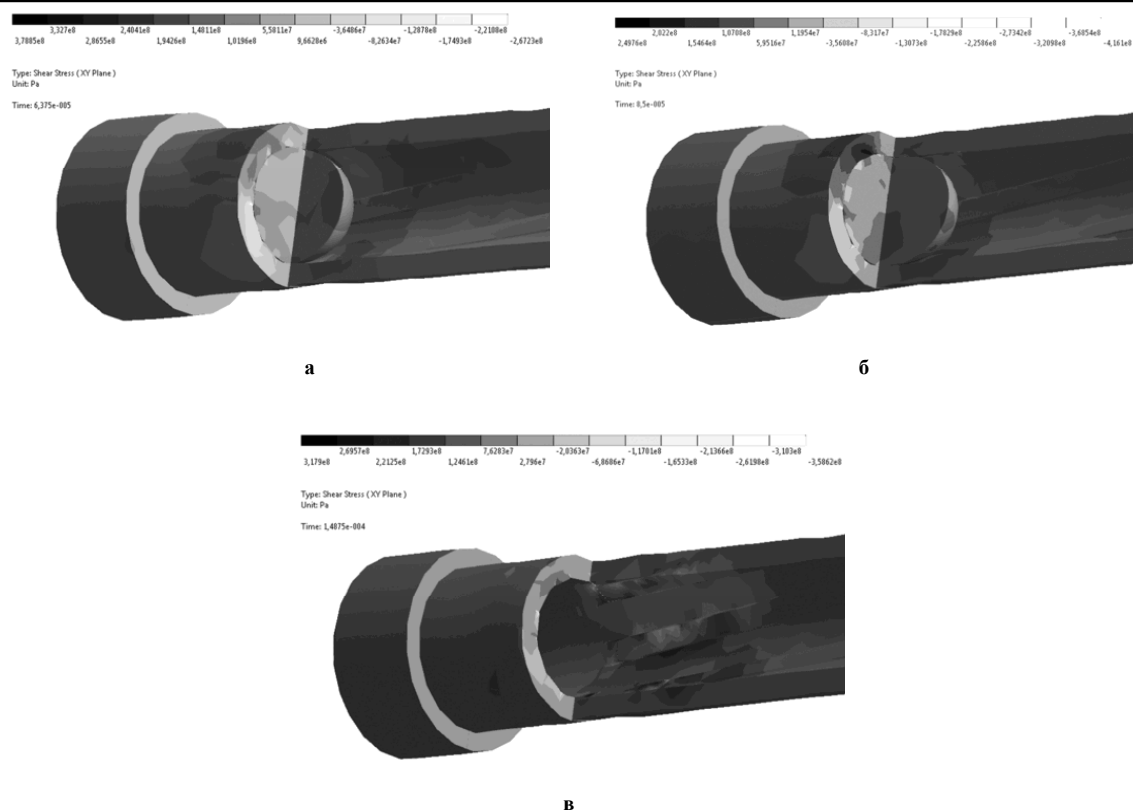 3,327e8 2,4041e8 1,4811e8 5,5811e7 -3,6486e7 -1,2878e8 -2,2108e8
3,7885e8 2,8655e8 1,9426e8 1,0196e8 9,6628e6 -8,2634e7 -1,7493e8 -2,6723e8
Type: Shear Stress ( XY Plane )
Unit: Pa
Time: 6,375e-005
а
2,022e8 1,0708e8 1,1954e7 -8,317e7 -1,7829e8 -2,7342e8 -3,6854e8
2,4976e8 1,5464e8 5,9516e7 -3,5608e7 -1,3073e8 -2,2586e8 -3,2098e8 -4,161e8
Type: Shear Stress ( XY Plane )
Unit: Pa
Time: 8,5e-005
б
2,6957e8 1,7293e8 7,6283e7 -2,0363e7 -1,1701e8 -2,1366e8 -3,103e8
3,179e8 2,2125e8 1,2461e8 2,796e7 -6,8686e7 -1,6533e8 -2,6198e8 -3,5862e8
Type: Shear Stress ( XY Plane )
Unit: Pa
Time: 1,4875e-004
в